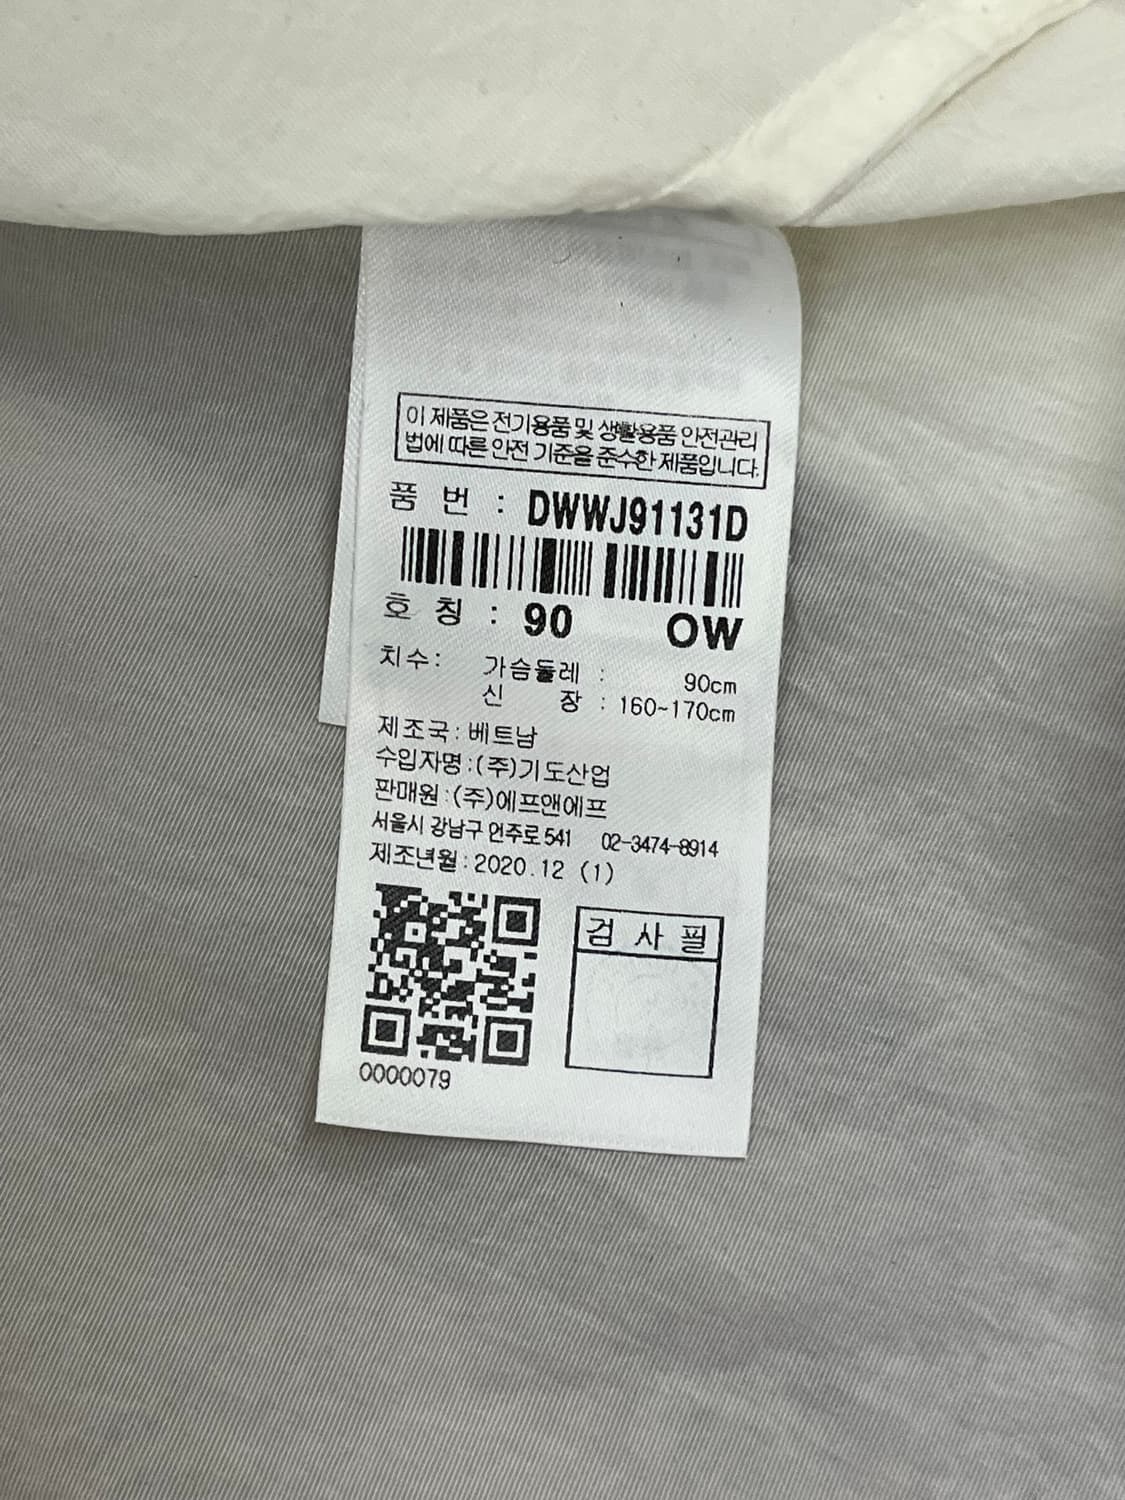 이 제품은 전기용품 및 생활용품 안전관리
법에 따른 안전 기준을 준수한 제품입니다.
품 번 : DWWJ91131D
호 칭 : 90 OW
치수: 가슴둘레 : 90cm
신 장 : 160~170cm
제조국 : 베트남
수입자명 : (주)기도산업
판매원 : (주)에프앤에프
서울시 강남구 언주로 541 02-3474-8914
제조년월 : 2020.12 (1)
검 사 필
0000079